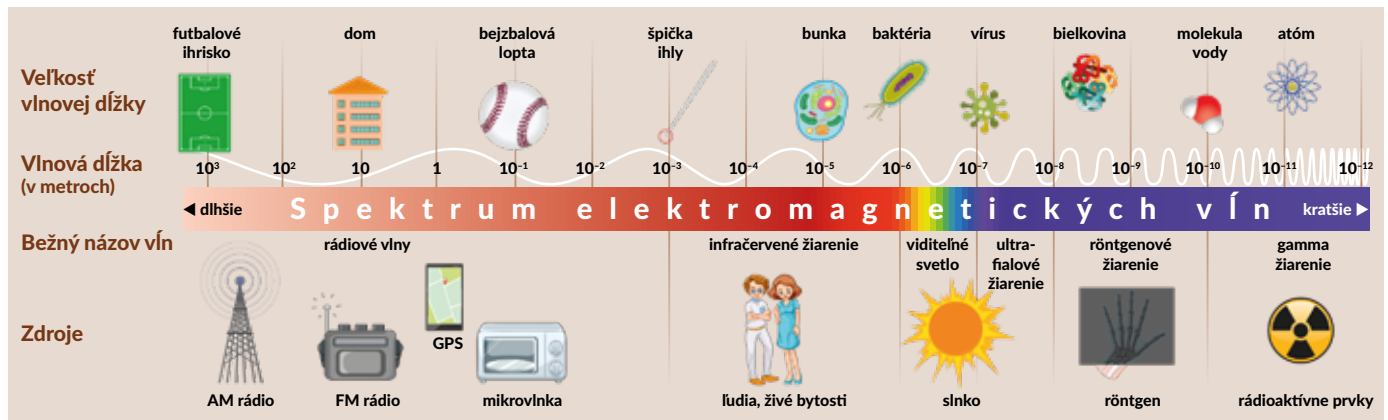 futbalové
ihrisko
dom
bejzbalová
lopta
špička
ihly
bunka
baktéria
vírus
bielkovina
molekula
vody
atóm
Veľkosť
vlnovej dĺžky
Vlnová dĺžka
(v metroch)
10³ 10² 10 1 10⁻¹ 10⁻² 10⁻³ 10⁻⁴ 10⁻⁵ 10⁻⁶ 10⁻⁷ 10⁻⁸ 10⁻⁹ 10⁻¹⁰ 10⁻¹¹ 10⁻¹²
◀ dlhšie Spektrum elektromagnetických vĺn kratšie ▶
Bežný názov vĺn
rádiové vlny
infračervené žiarenie
viditeľné
svetlo
ultra-
fialové
žiarenie
röntgenové
žiarenie
gamma
žiarenie
Zdroje
GPS
AM rádio
FM rádio
mikrovlnka
ľudia, živé bytosti
slnko
röntgen
rádioaktívne prvky